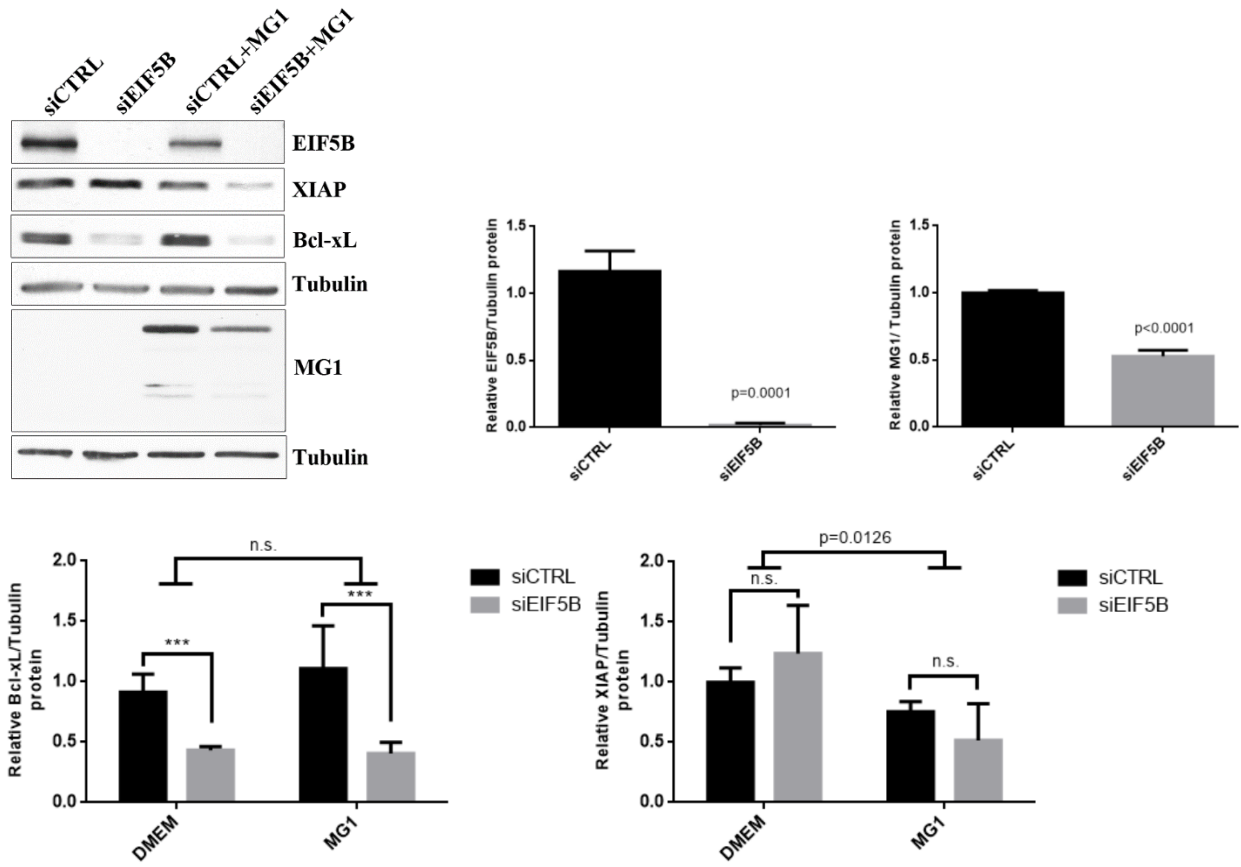 siCTRL
siEIF5B
siCTRL+MG1
siEIF5B+MG1
EIF5B
XIAP
Bcl-xL
Tubulin
MG1
Tubulin
Relative EIF5B/Tubulin protein
1.5
1.0
0.5
0.0
p=0.0001
siCTRL
siEIF5B
Relative MG1/ Tubulin protein
1.5
1.0
0.5
0.0
p<0.0001
siCTRL
siEIF5B
Relative Bcl-xL/Tubulin
protein
2.0
1.5
1.0
0.5
0.0
n.s.
***
***
DMEM
MG1
siCTRL
siEIF5B
Relative XIAP/Tubulin
protein
2.0
1.5
1.0
0.5
0.0
p=0.0126
n.s.
n.s.
DMEM
MG1
siCTRL
siEIF5B